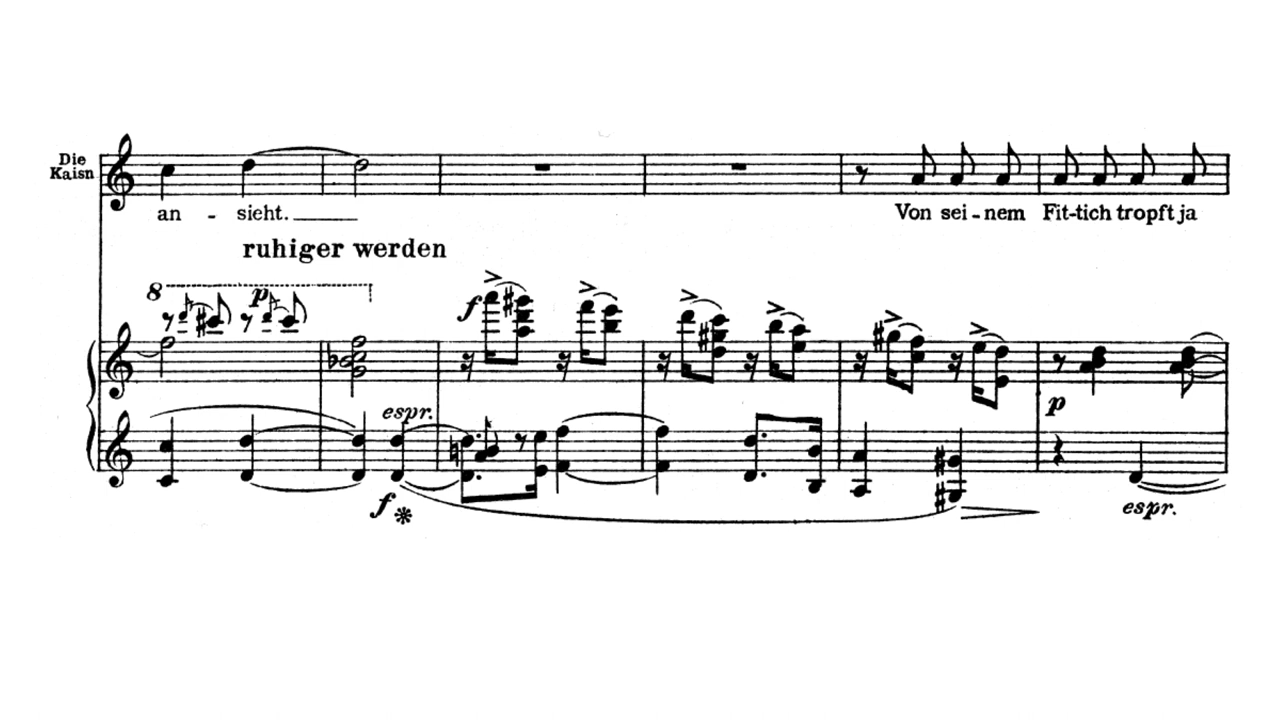 Die
Kaisn
an - sieht.
Von sei - nem Fit-tich tropft ja
ruhiger werden
8
p
f
espr.
p
f
espr.